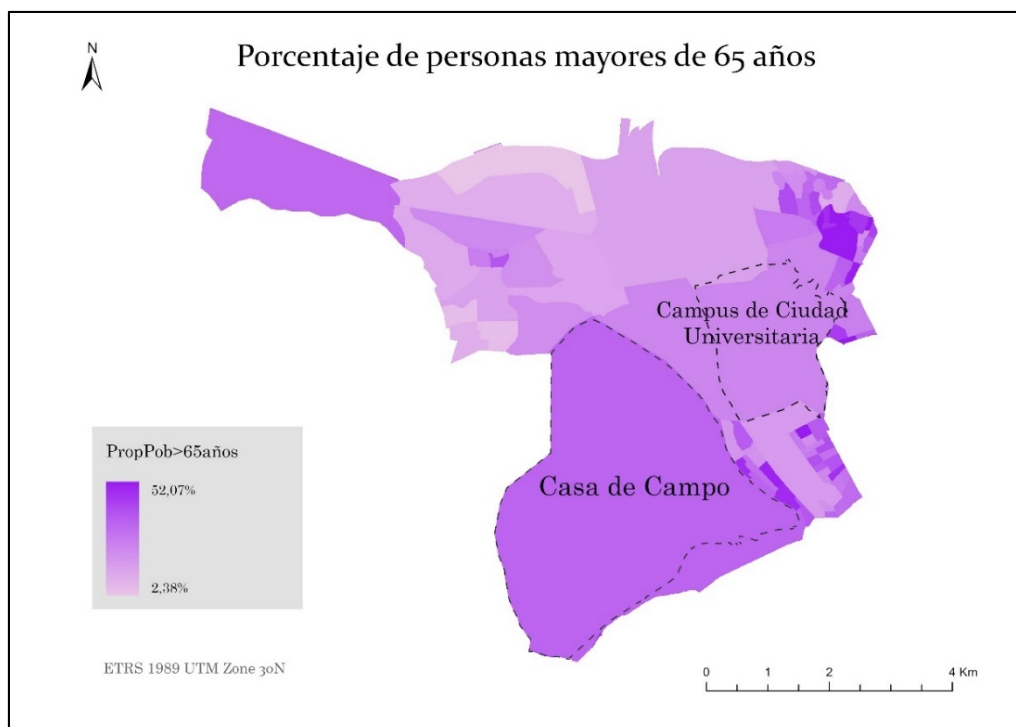 N
Porcentaje de personas mayores de 65 años
Campus de Ciudad
Universitaria
Casa de Campo
PropPob>65años
52,07%
2,38%
ETRS 1989 UTM Zone 30N
0 1 2 4 Km